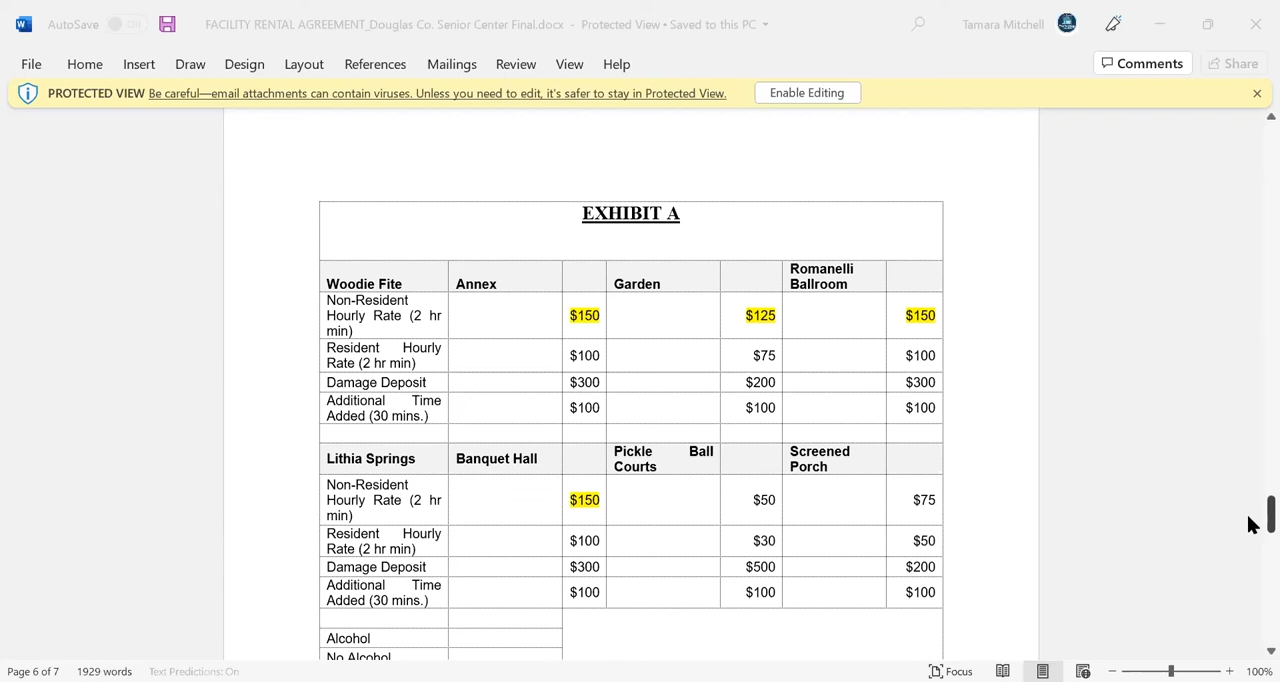 AutoSave
FACILITY RENTAL AGREEMENT_Douglas Co. Senior Center Final.docx - Protected View • Saved to this PC
Tamara Mitchell
File Home Insert Draw Design Layout References Mailings Review View Help
Comments
Share
PROTECTED VIEW Be careful—email attachments can contain viruses. Unless you need to edit, it's safer to stay in Protected View.
Enable Editing
EXHIBIT A
Woodie Fite Annex Garden Romanelli
Ballroom
Non-Resident
Hourly Rate (2 hr
min)
$150 $125 $150
Resident Hourly
Rate (2 hr min)
$100 $75 $100
Damage Deposit $300 $200 $300
Additional Time
Added (30 mins.)
$100 $100 $100
Lithia Springs Banquet Hall Pickle Ball
Courts
Screened
Porch
Non-Resident
Hourly Rate (2 hr
min)
$150 $50 $75
Resident Hourly
Rate (2 hr min)
$100 $30 $50
Damage Deposit $300 $500 $200
Additional Time
Added (30 mins.)
$100 $100 $100
Alcohol
No Alcohol
Page 6 of 7 1929 words Text Predictions: On
Focus
100%